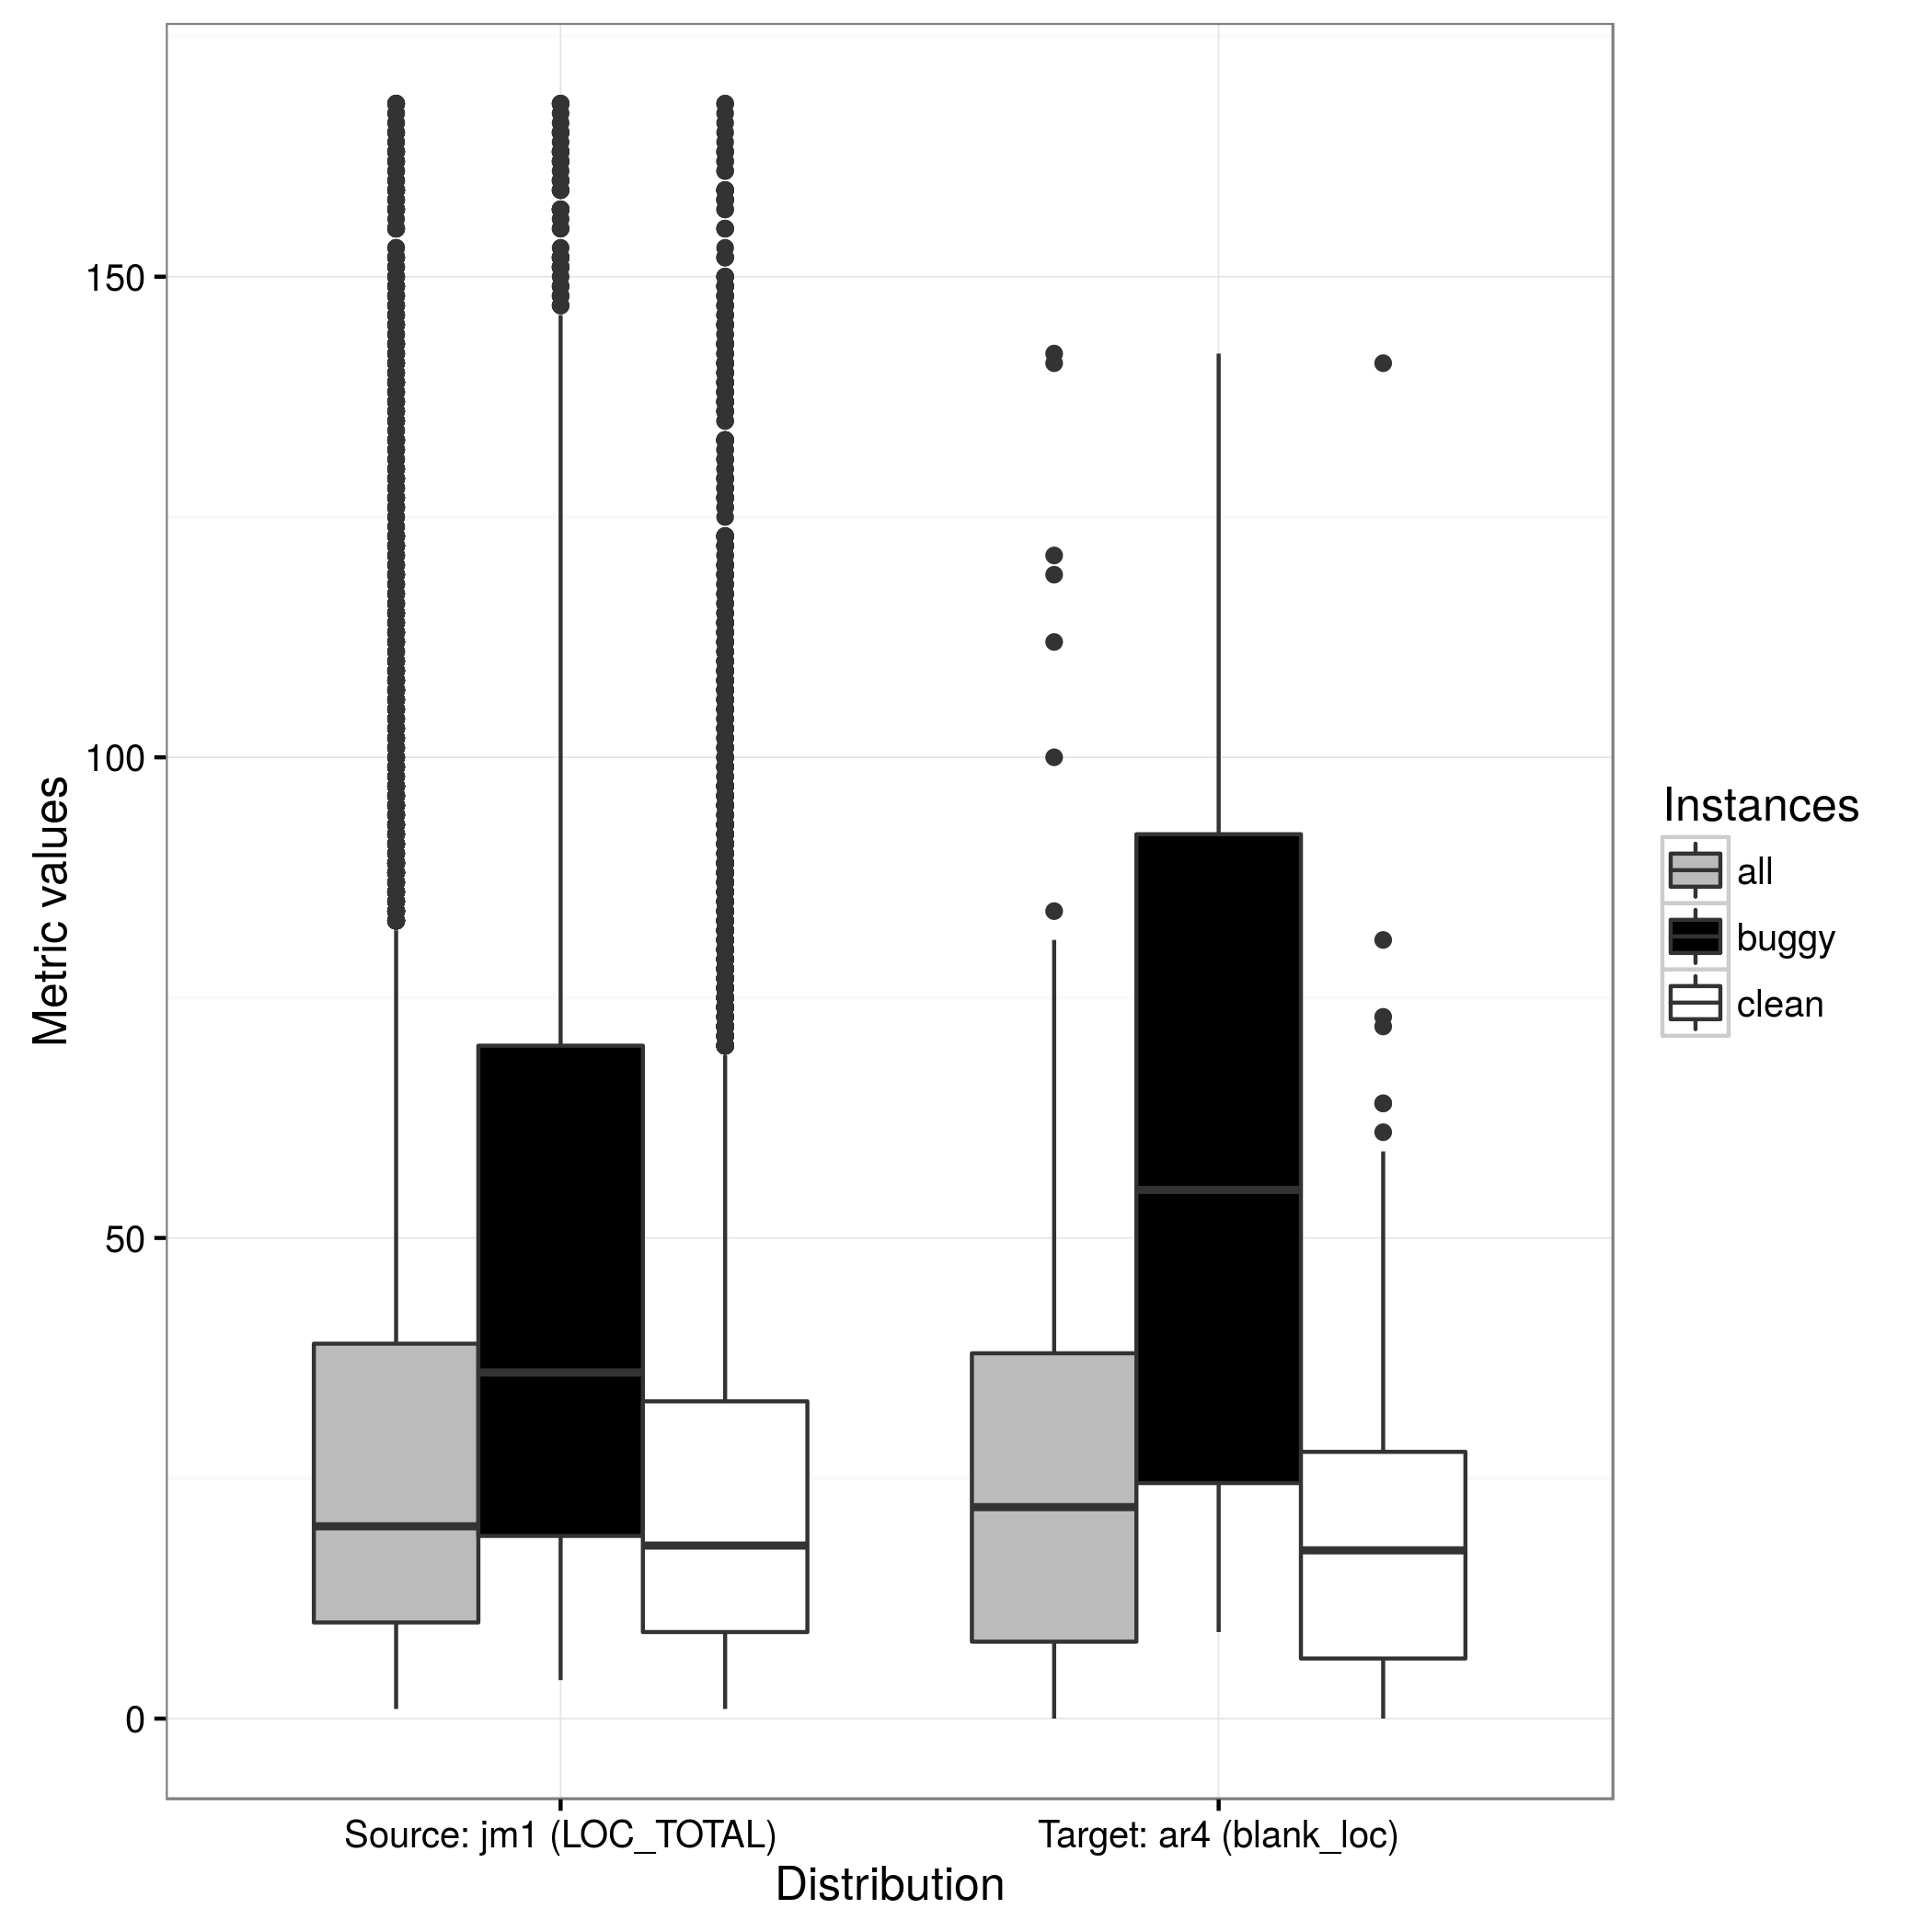 150
100
50
0
Metric values
Source: jm1 (LOC_TOTAL)
Target: ar4 (blank_loc)
Distribution
Instances
all
buggy
clean